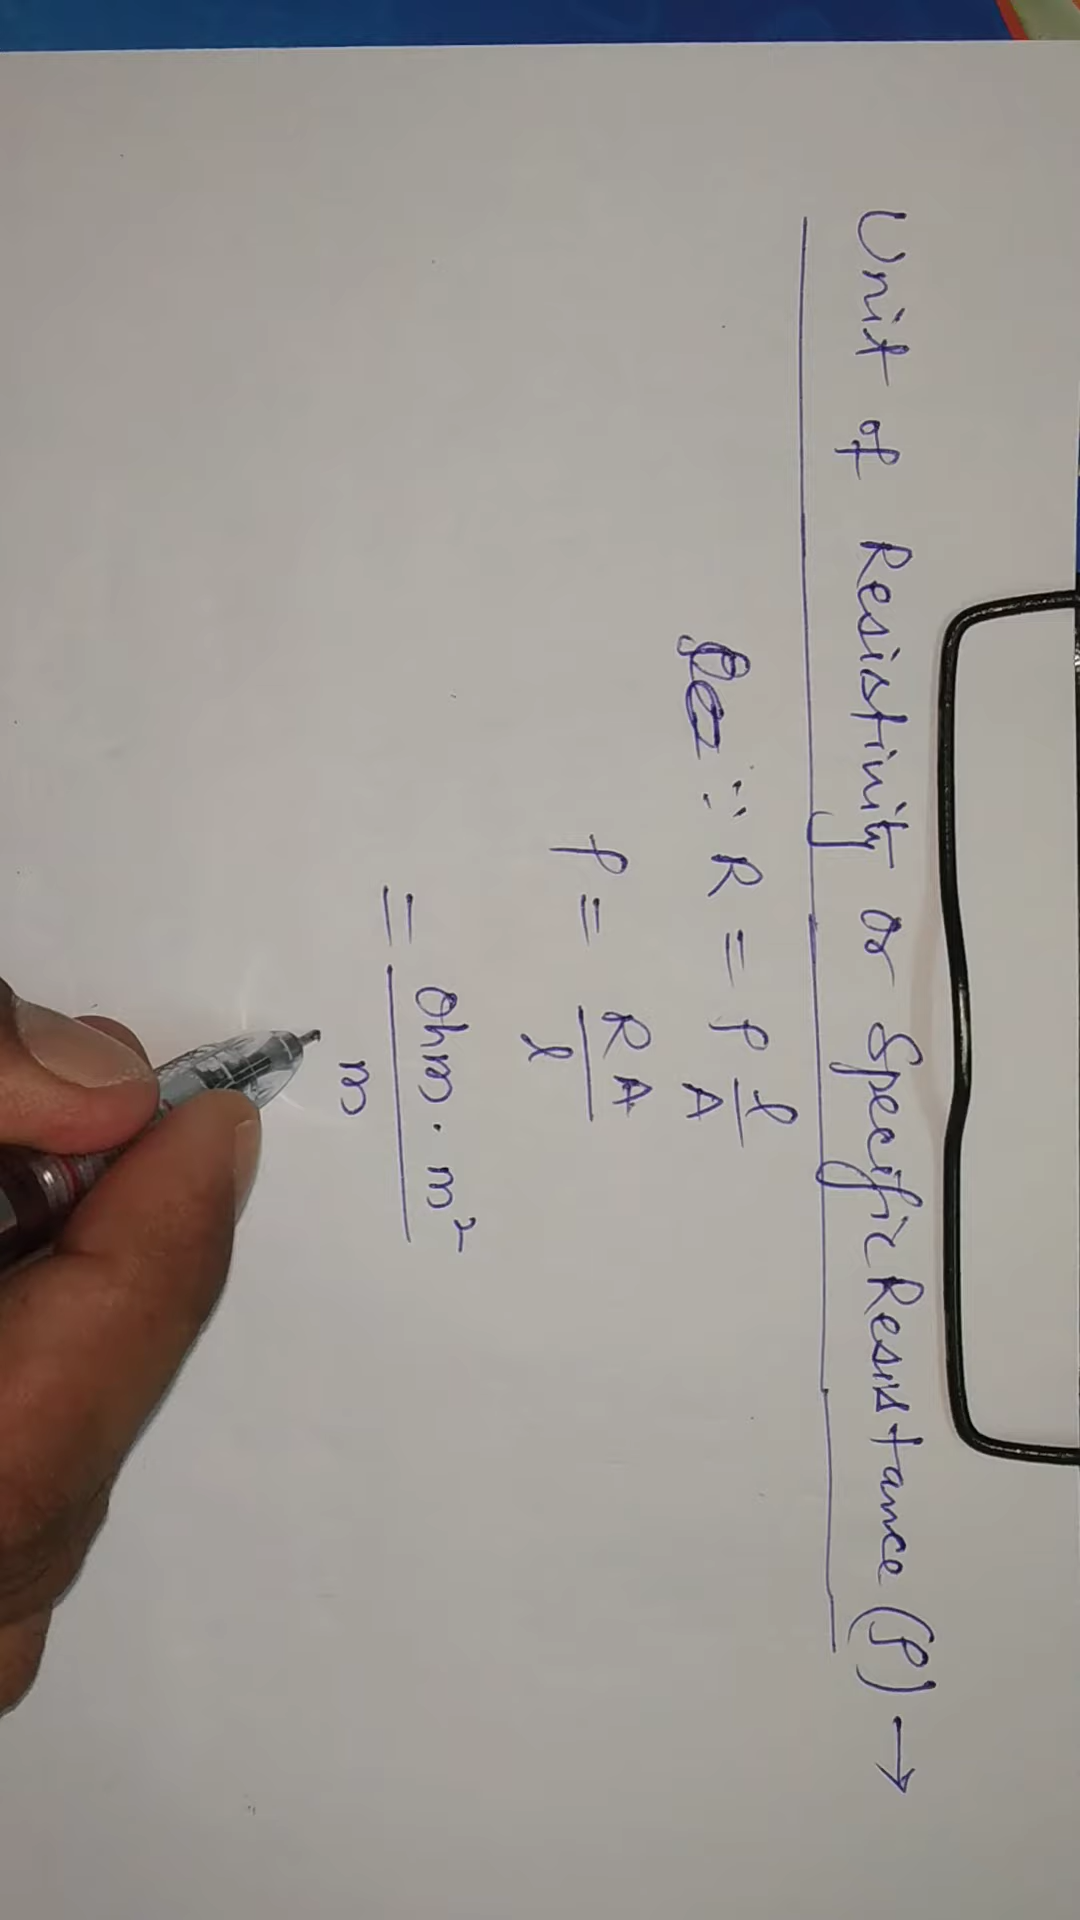 Unit of Resistivity or Specific Resistance (ρ) →
∵ R = ρ l/A
ρ = RA/l
= Ohm · m²/m